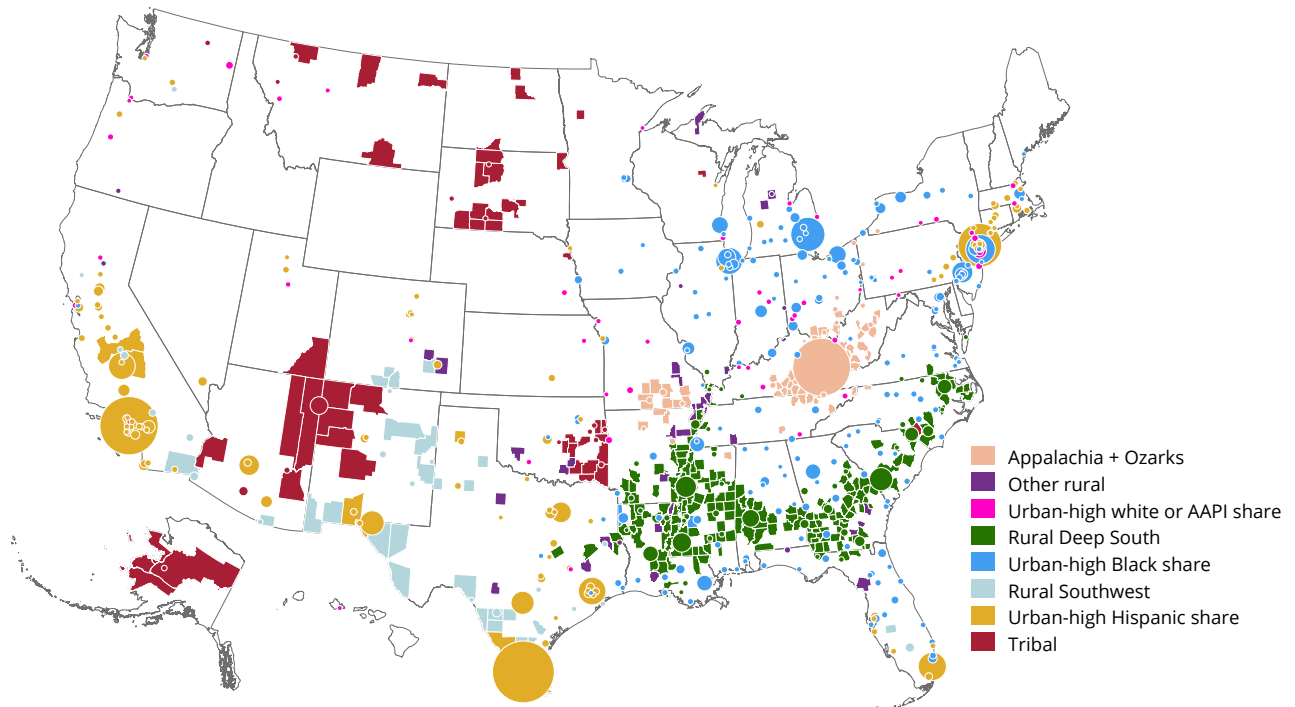 Appalachia + Ozarks
Other rural
Urban-high white or AAPI share
Rural Deep South
Urban-high Black share
Rural Southwest
Urban-high Hispanic share
Tribal